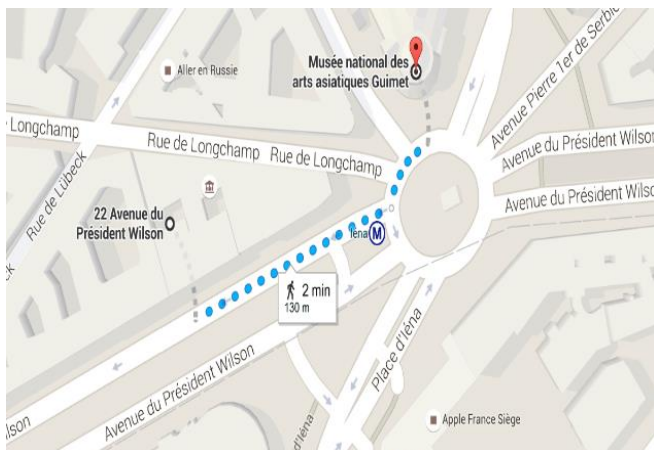 Musée national des
arts asiatiques Guimet
Aller en Russie
Avenue Pierre 1er de Serbie
Longchamp
Rue de Longchamp
Rue de Longchamp
Avenue du Président Wilson
Rue de Lübeck
Avenue du Président Wilson
22 Avenue du
Président Wilson
Iéna M
2 min
130 m
Place d'Iéna
Avenue du Président Wilson
Apple France Siège